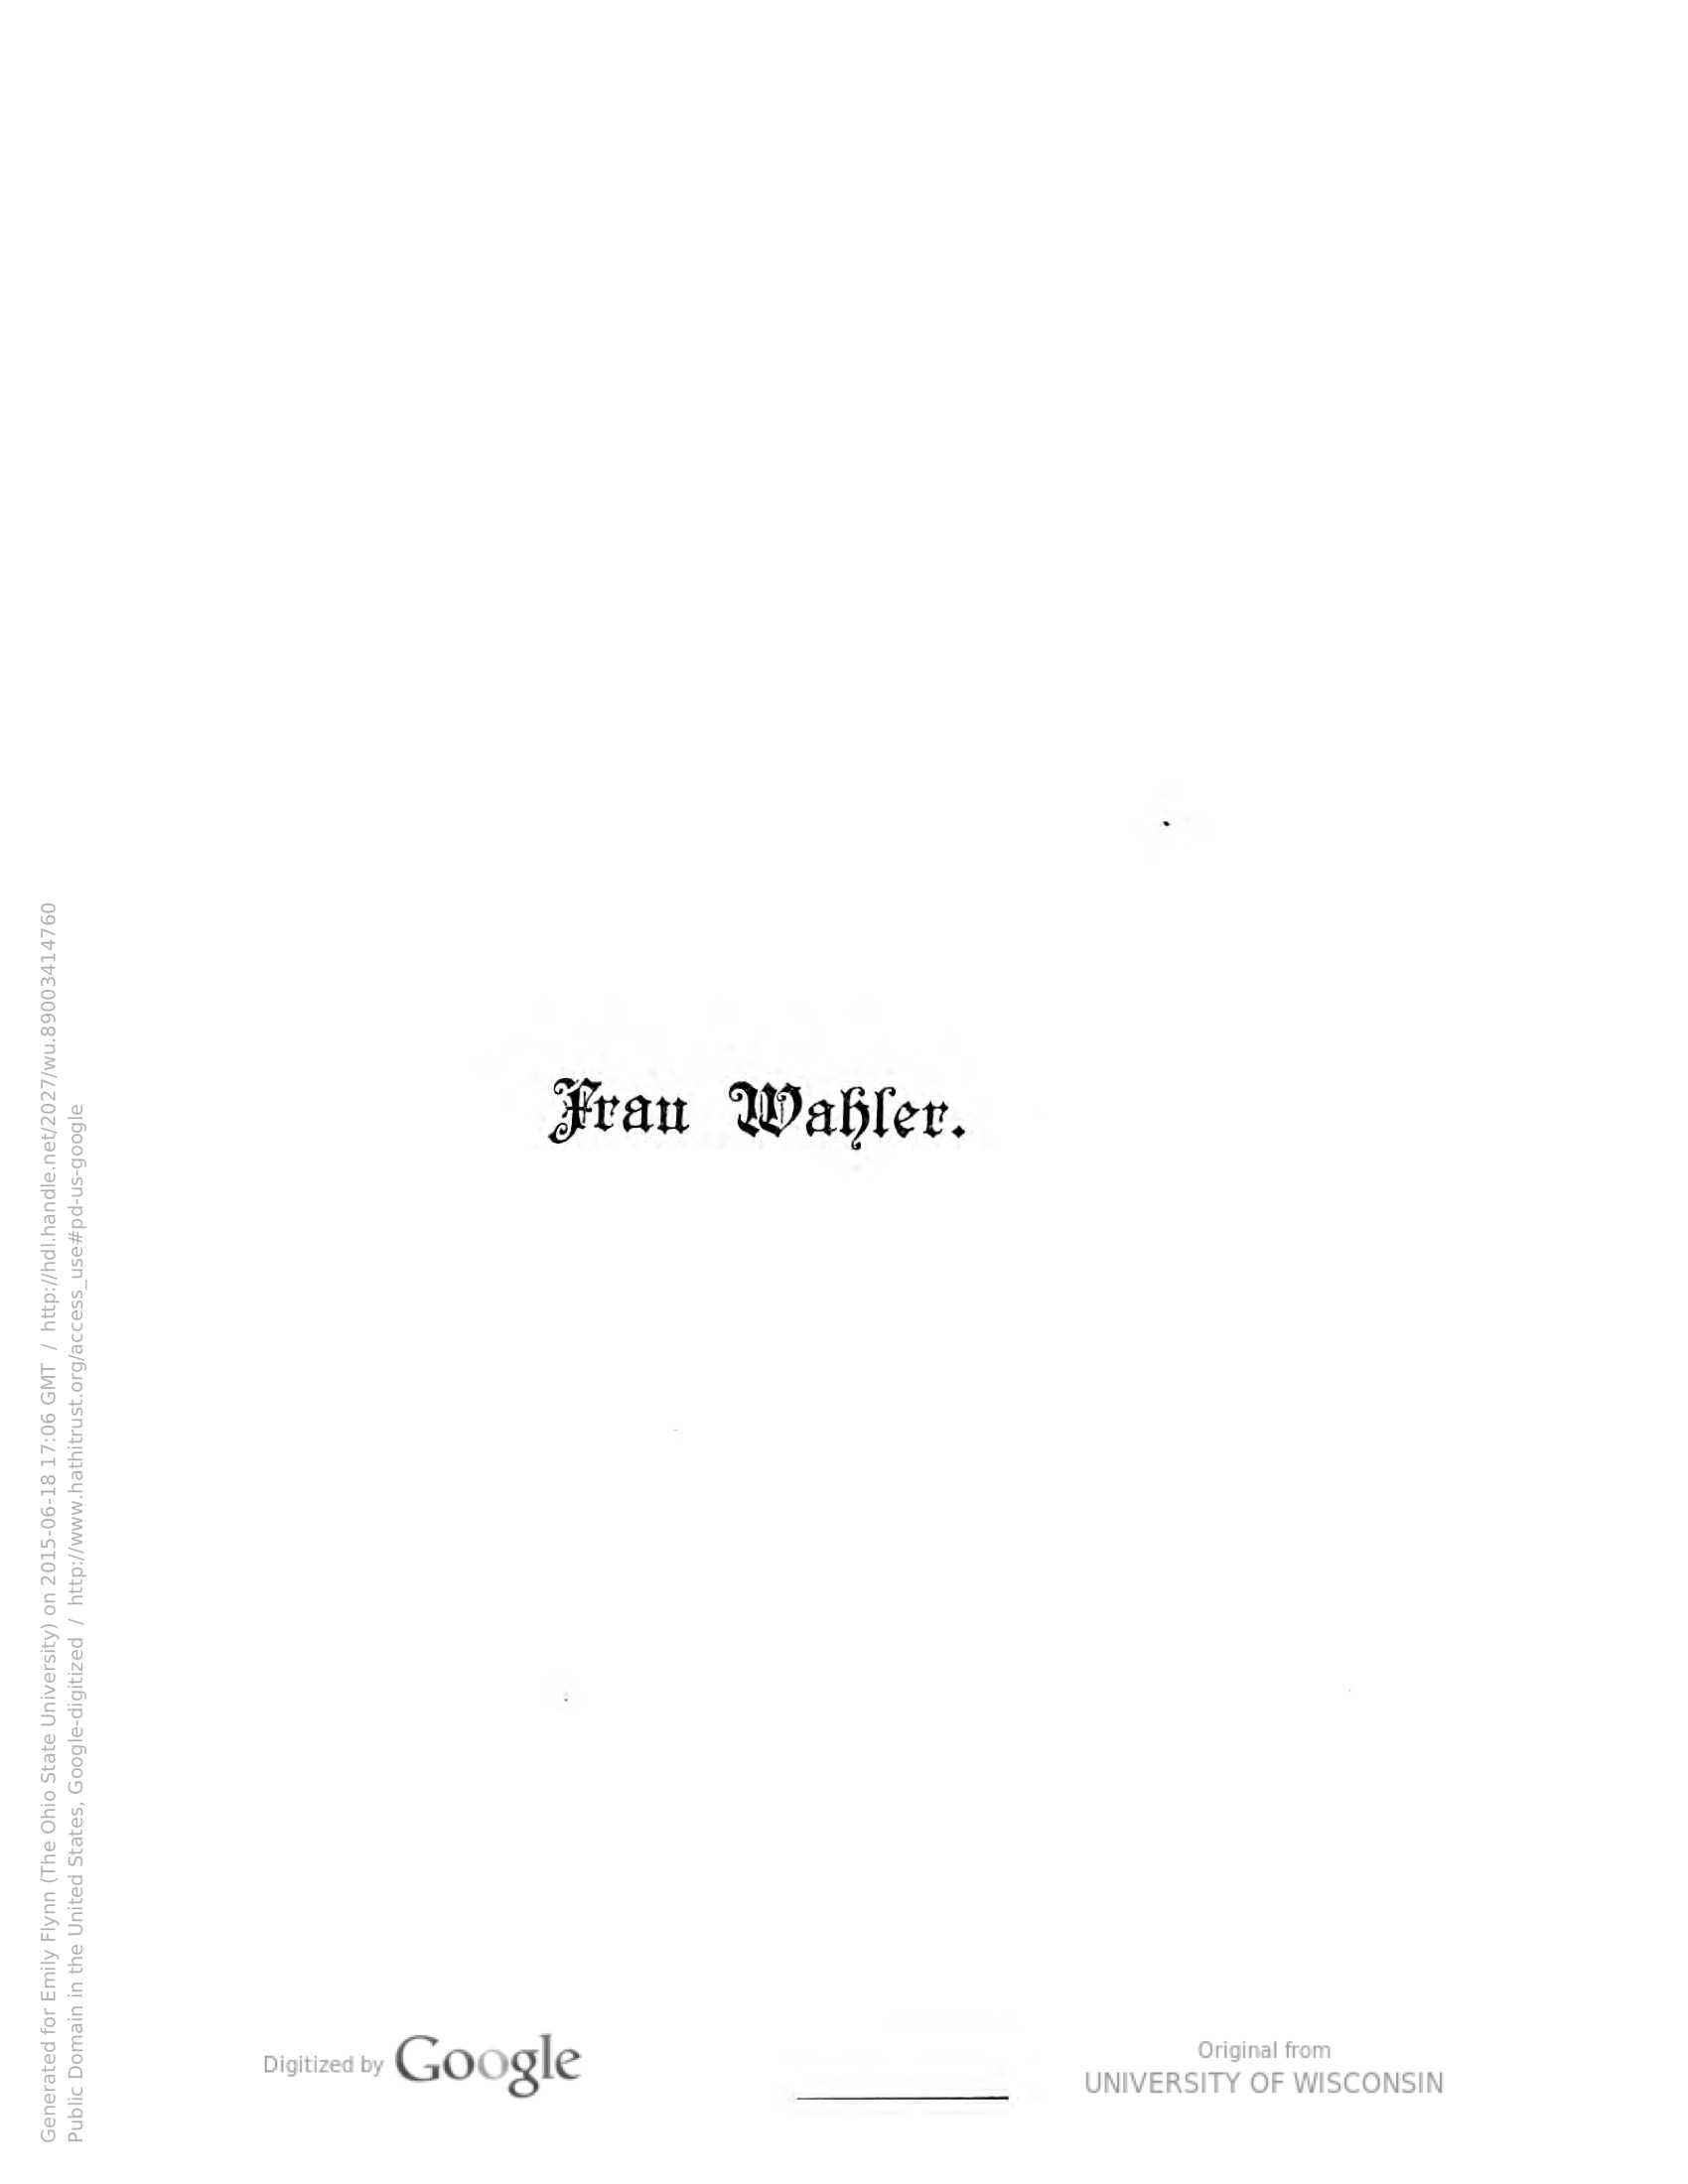 Frau Wahler.
Generated for Emily Flynn (The Ohio State University) on 2015-06-18 17:06 GMT / http://hdl.handle.net/2027/wu.89003414760
Public Domain in the United States, Google-digitized / http://www.hathitrust.org/access_use#pd-us-google
Digitized by Google
Original from
UNIVERSITY OF WISCONSIN